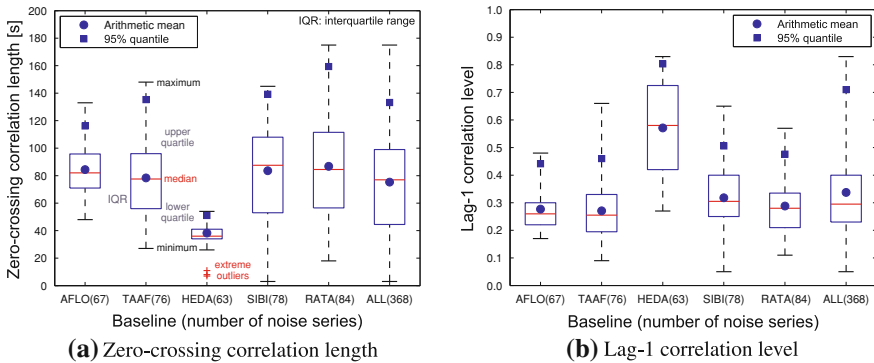 Arithmetic mean
95% quantile
IQR: interquartile range
Zero-crossing correlation length [s]
200
180
160
140
120
100
80
60
40
20
0
maximum
upper
quartile
median
IQR
lower
quartile
minimum
extreme
outliers
AFLO(67) TAAF(76) HEDA(63) SIBI(78) RATA(84) ALL(368)
Baseline (number of noise series)
(a) Zero-crossing correlation length
Arithmetic mean
95% quantile
Lag-1 correlation level
1.0
0.9
0.8
0.7
0.6
0.5
0.4
0.3
0.2
0.1
0.0
AFLO(67) TAAF(76) HEDA(63) SIBI(78) RATA(84) ALL(368)
Baseline (number of noise series)
(b) Lag-1 correlation level